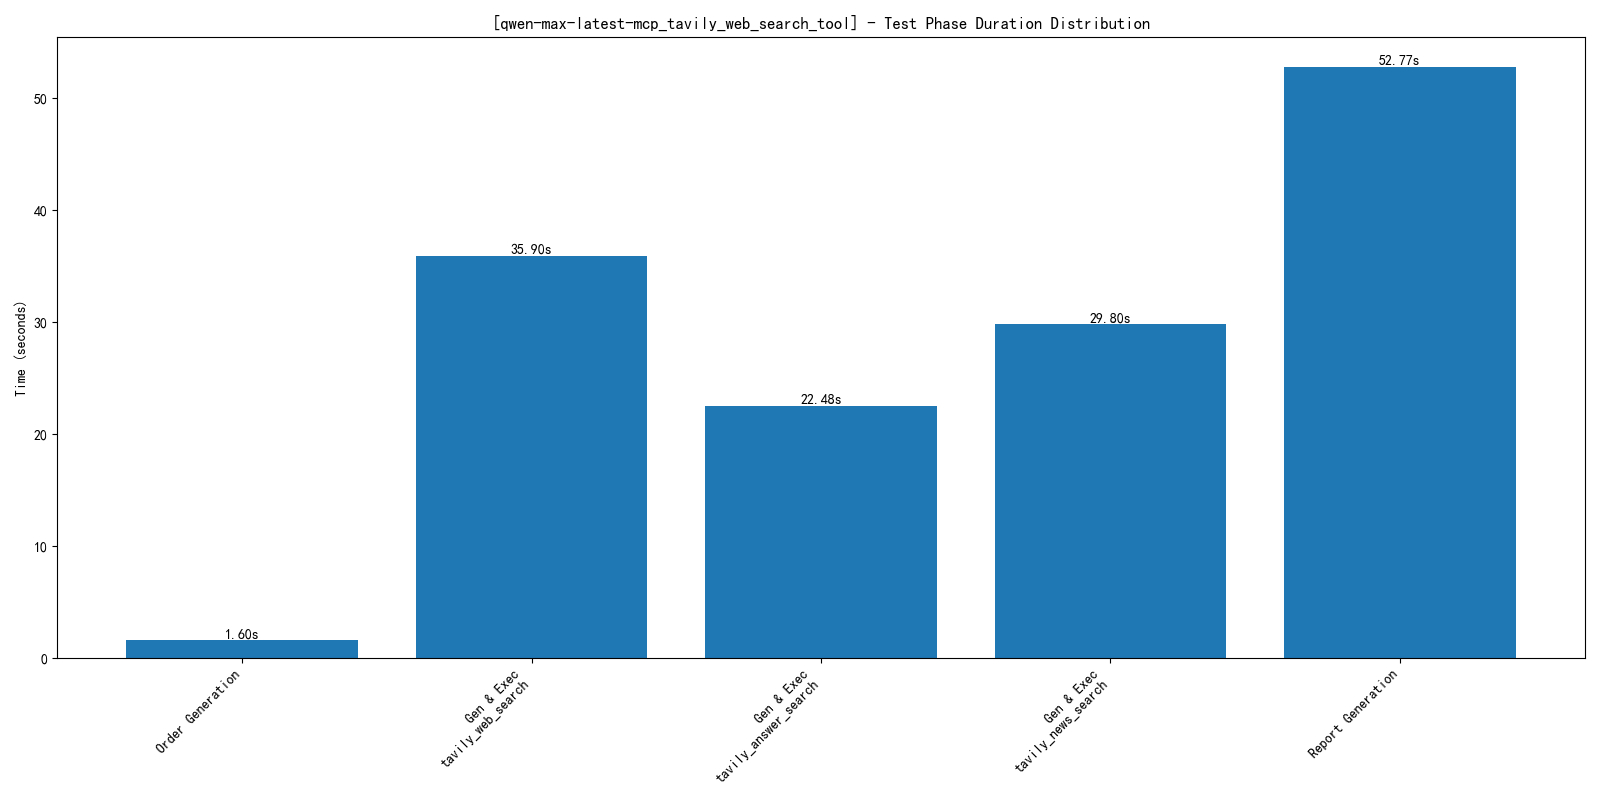 [qwen-max-latest-mcp_tavily_web_search_tool] - Test Phase Duration Distribution
Time (seconds)
50
40
30
20
10
0
1.60s
35.90s
22.48s
29.80s
52.77s
Order Generation
Gen & Exec
tavily_web_search
Gen & Exec
tavily_answer_search
Gen & Exec
tavily_news_search
Report Generation